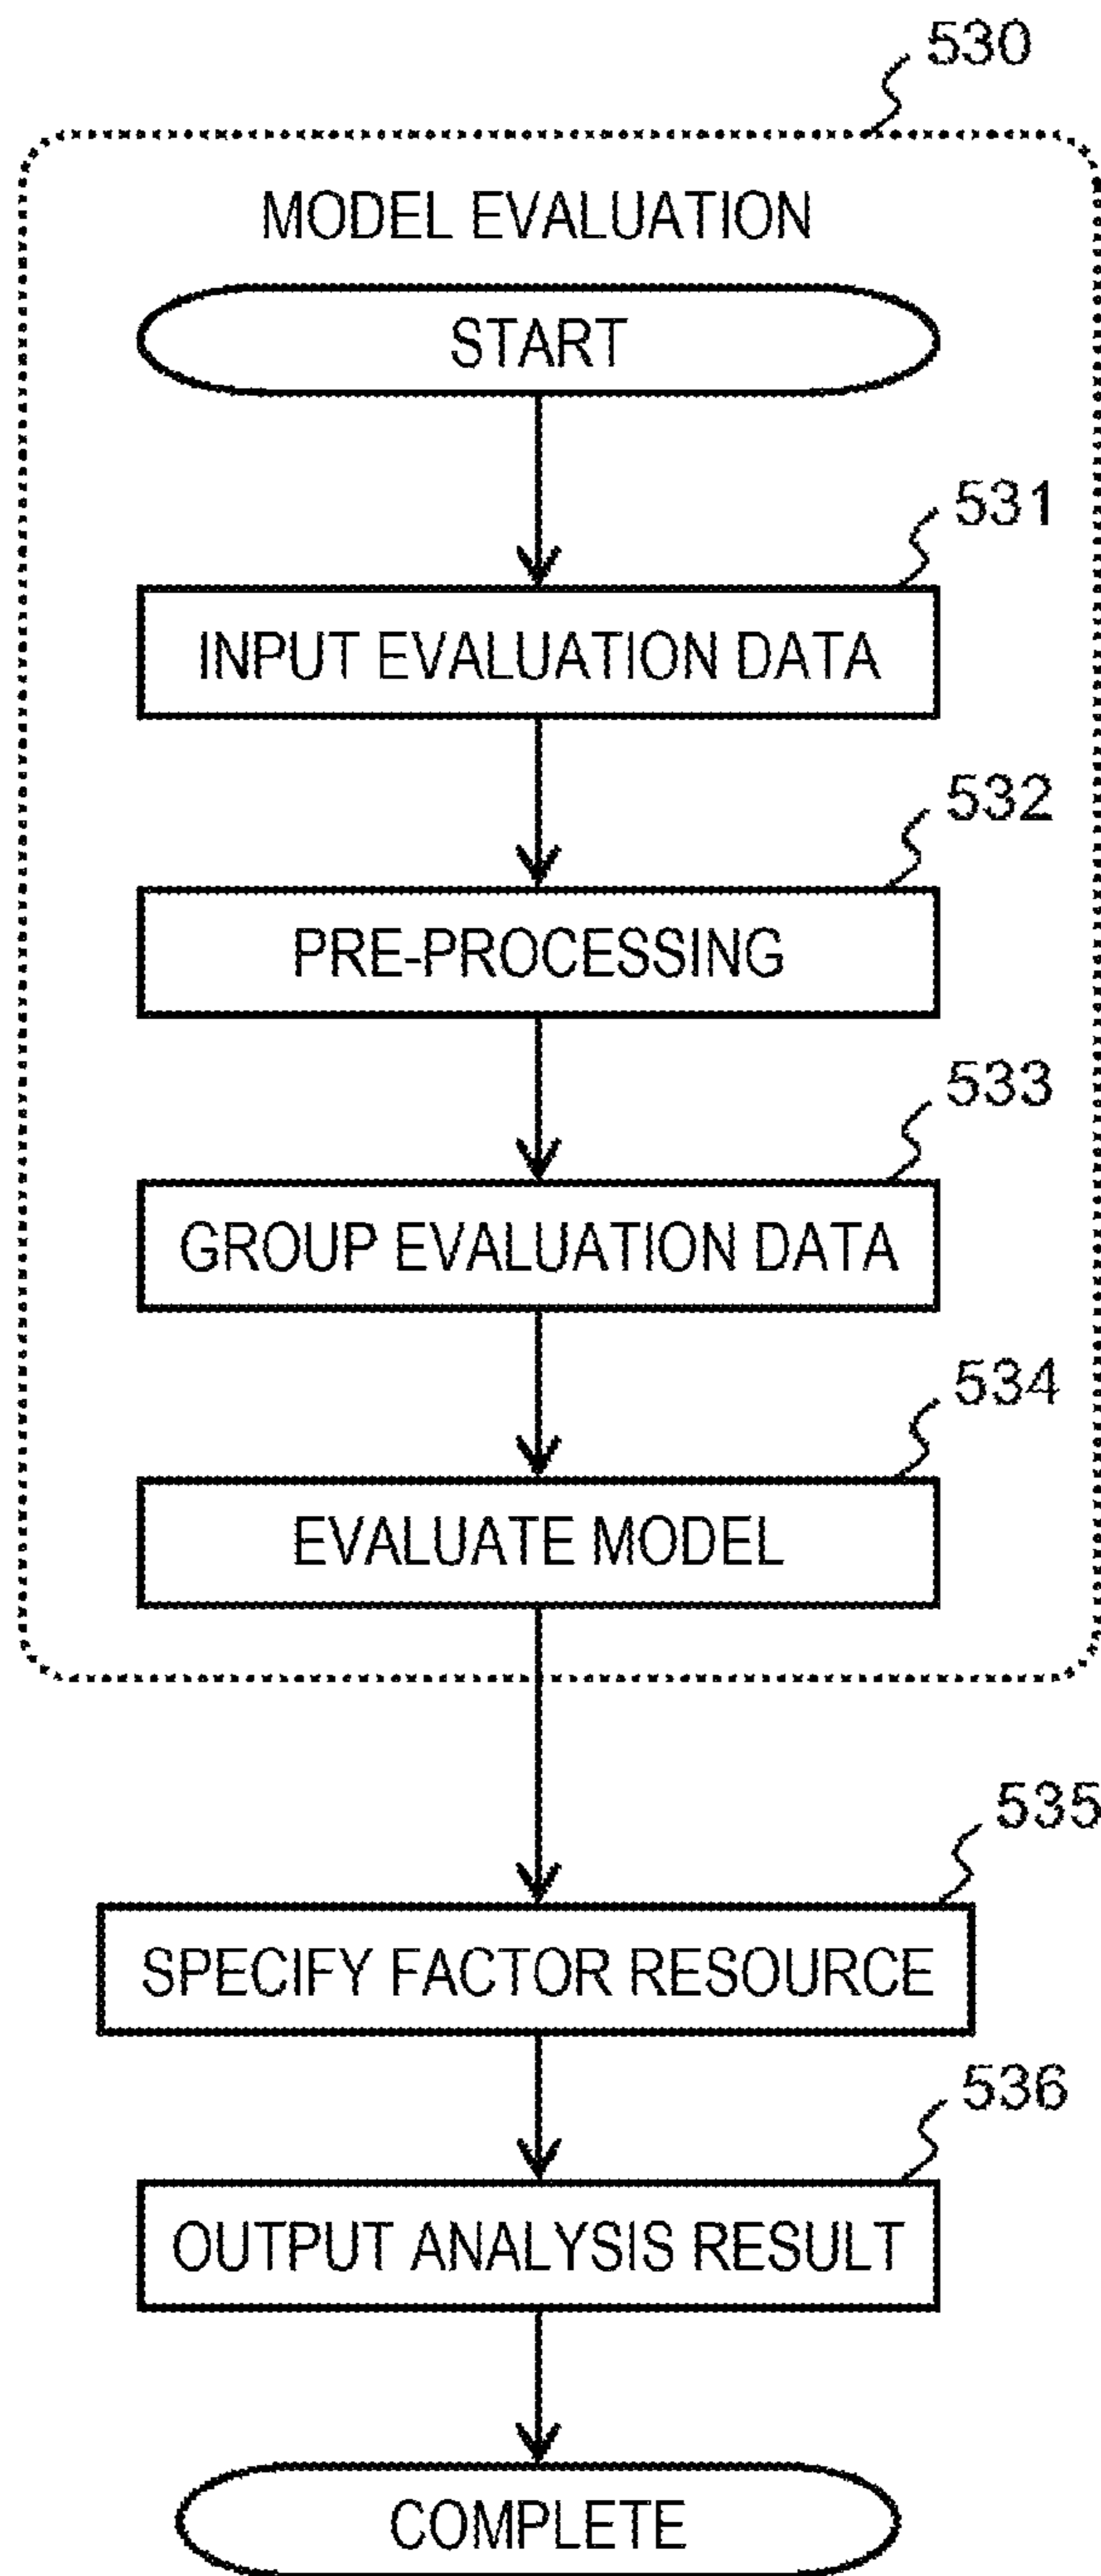 530
MODEL EVALUATION
START
531
INPUT EVALUATION DATA
532
PRE-PROCESSING
533
GROUP EVALUATION DATA
534
EVALUATE MODEL
535
SPECIFY FACTOR RESOURCE
536
OUTPUT ANALYSIS RESULT
COMPLETE